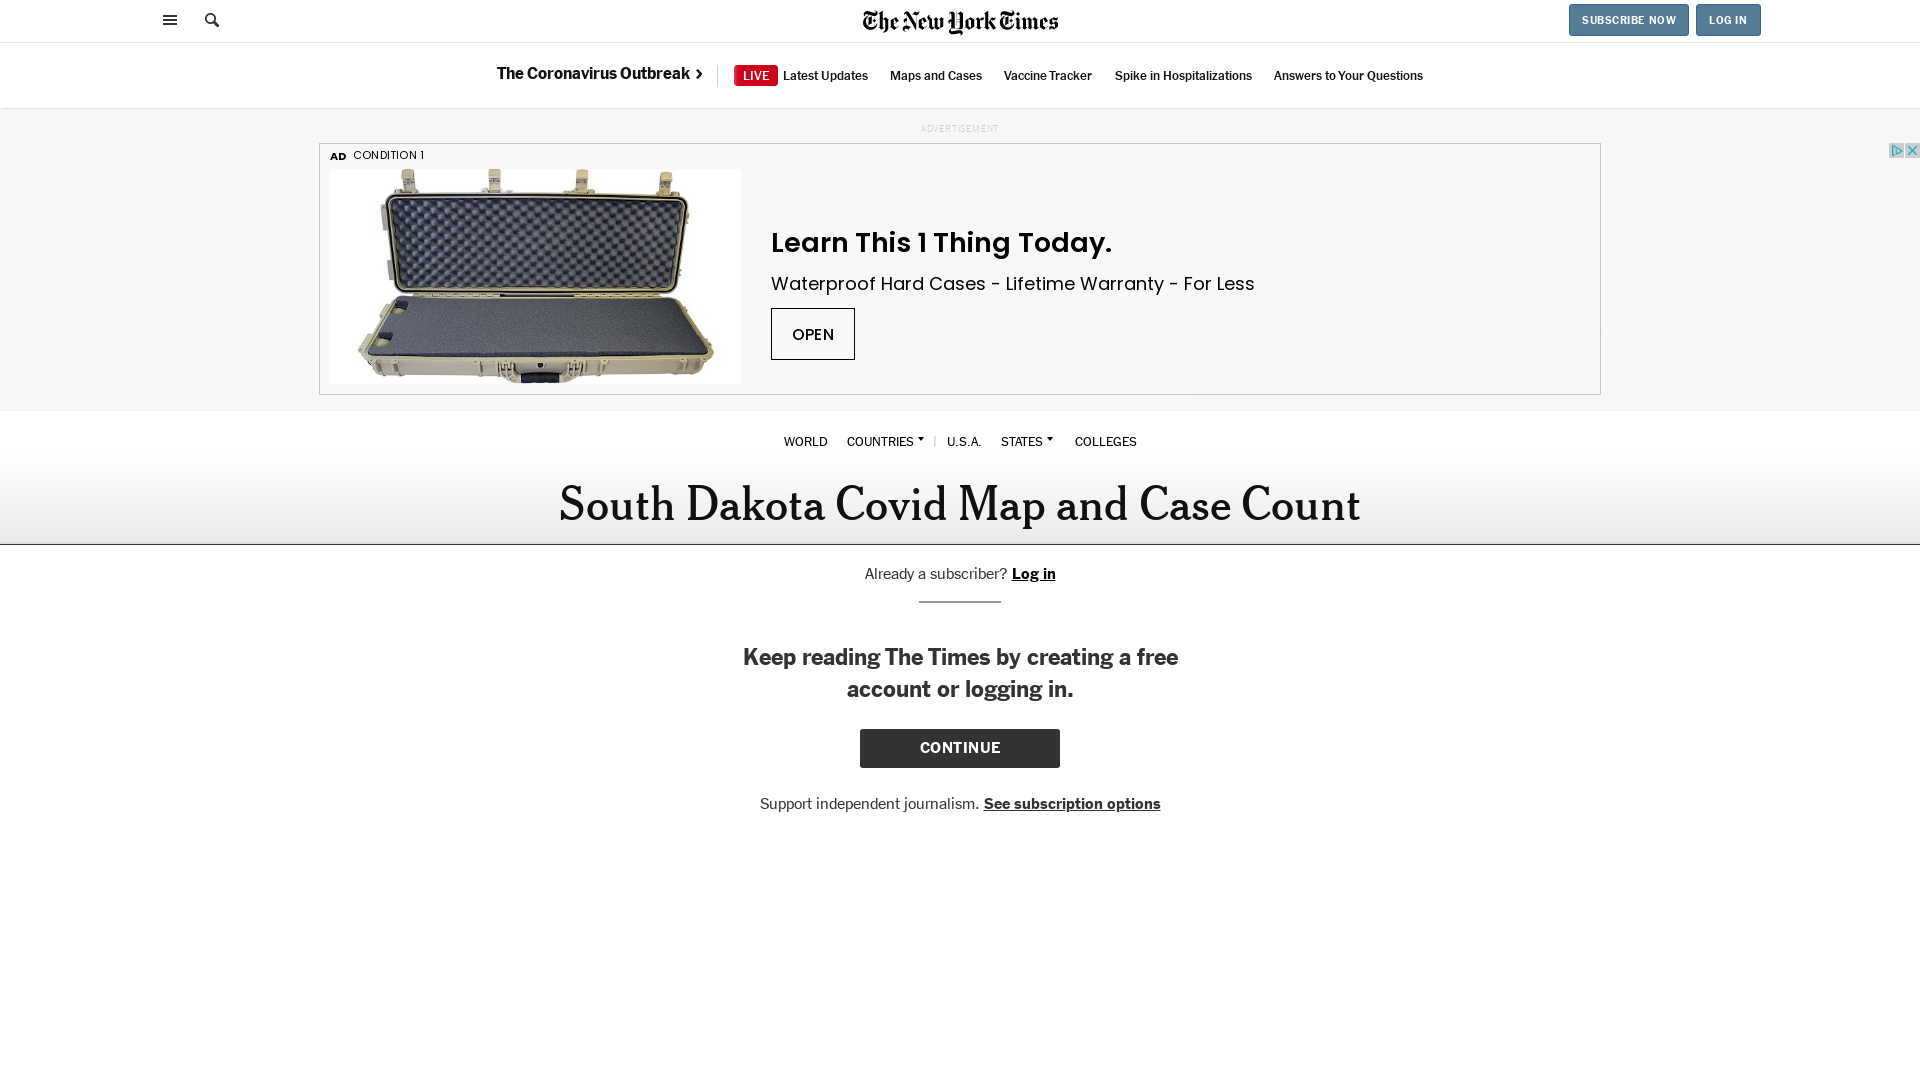 The New York Times
SUBSCRIBE NOW
LOG IN
The Coronavirus Outbreak
LIVE Latest Updates
Maps and Cases
Vaccine Tracker
Spike in Hospitalizations
Answers to Your Questions
ADVERTISEMENT
AD CONDITION 1
Learn This 1 Thing Today.
Waterproof Hard Cases - Lifetime Warranty - For Less
OPEN
WORLD COUNTRIES | U.S.A. STATES COLLEGES
South Dakota Covid Map and Case Count
Already a subscriber? Log in
Keep reading The Times by creating a free
account or logging in.
CONTINUE
Support independent journalism. See subscription options